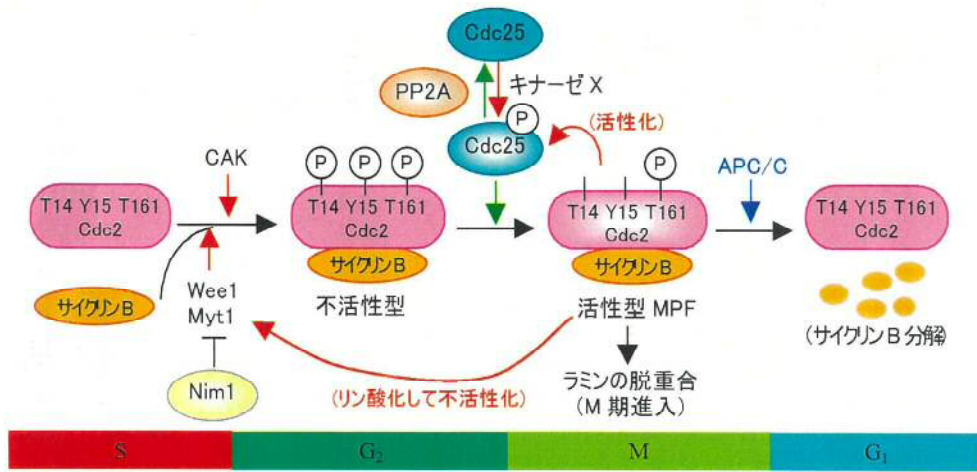 Cdc25
PP2A
キナーゼ X
P
Cdc25
(活性化)
CAK
P P P
P
APC/C
T14 Y15 T161
Cdc2
T14 Y15 T161
Cdc2
T14 Y15 T161
Cdc2
T14 Y15 T161
Cdc2
サイクリンB
サイクリンB
サイクリンB
Wee1
Myt1
不活性型
活性型 MPF
(サイクリンB分解)
Nim1
(リン酸化して不活性化)
ラミンの脱重合
(M 期進入)
S
G₂
M
G₁